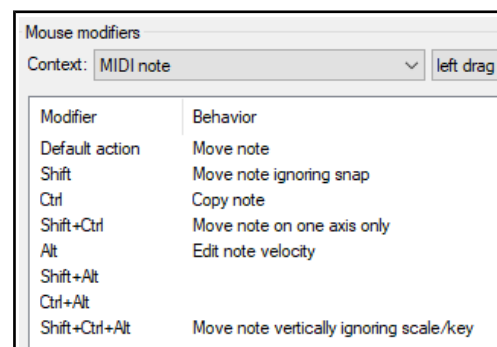 Mouse modifiers
Context: MIDI note left drag
Modifier Behavior
Default action Move note
Shift Move note ignoring snap
Ctrl Copy note
Shift+Ctrl Move note on one axis only
Alt Edit note velocity
Shift+Alt
Ctrl+Alt
Shift+Ctrl+Alt Move note vertically ignoring scale/key